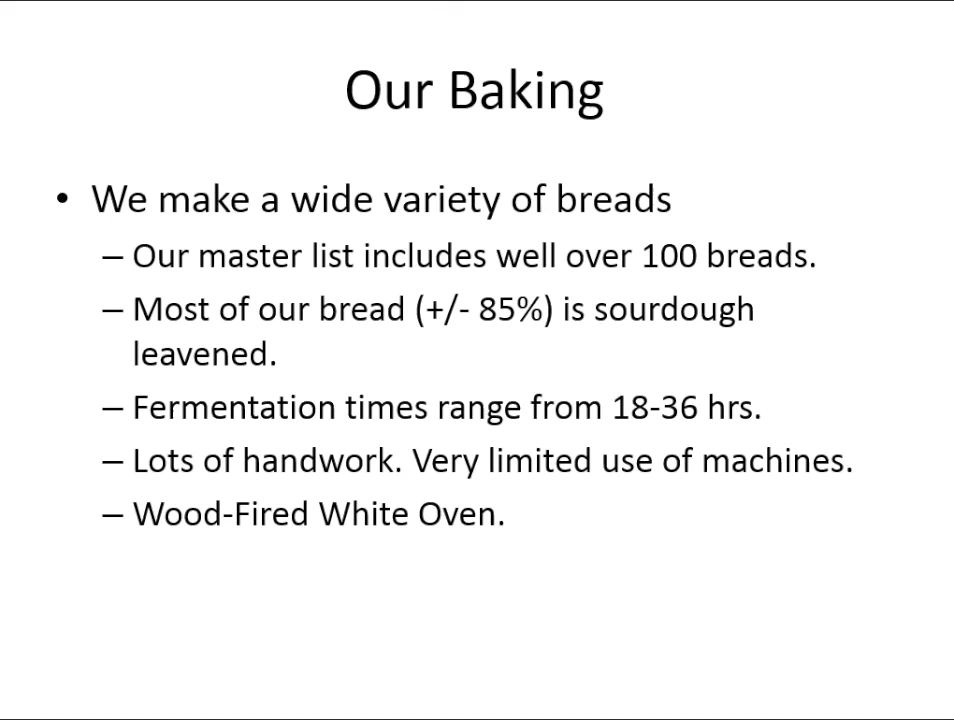 Our Baking
• We make a wide variety of breads
– Our master list includes well over 100 breads.
– Most of our bread (+/- 85%) is sourdough
leavened.
– Fermentation times range from 18-36 hrs.
– Lots of handwork. Very limited use of machines.
– Wood-Fired White Oven.